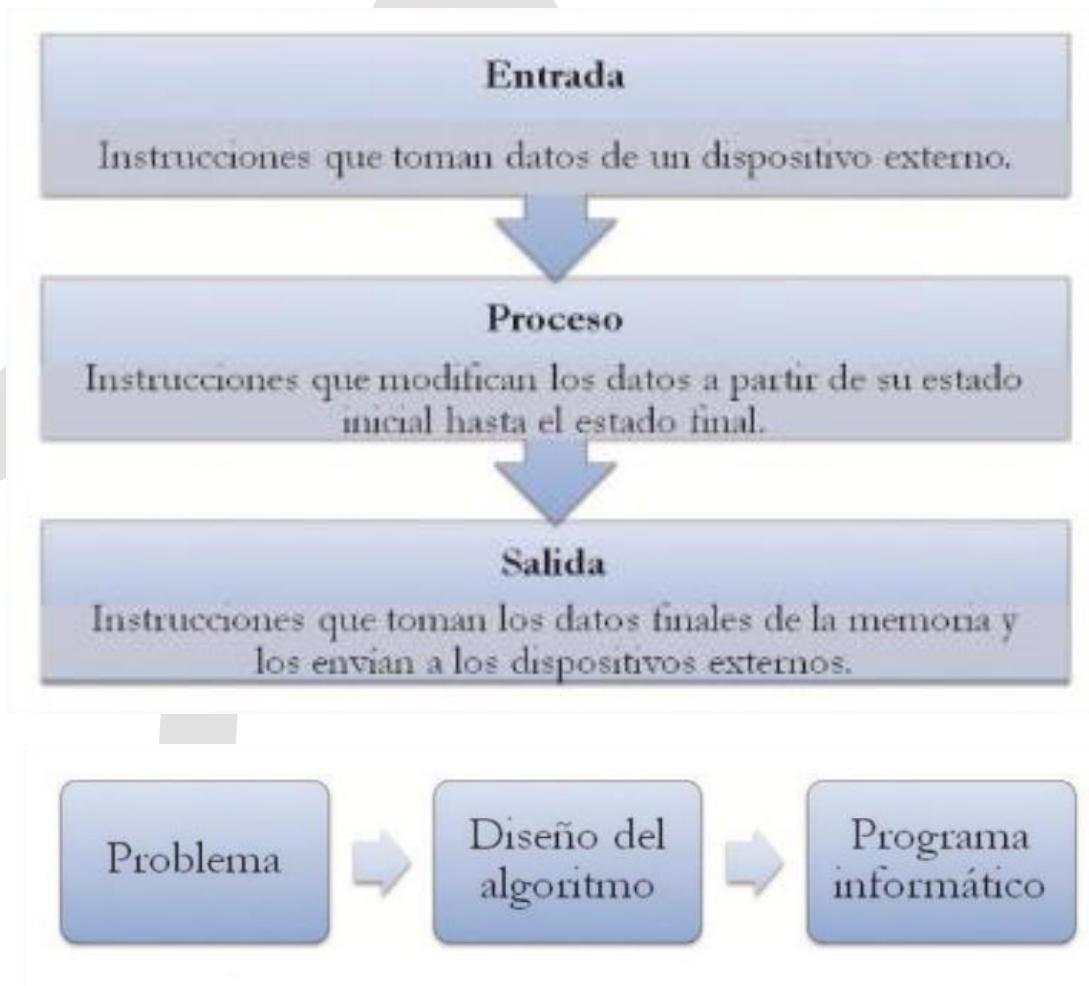 Entrada
Instrucciones que toman datos de un dispositivo externo.
Proceso
Instrucciones que modifican los datos a partir de su estado
inicial hasta el estado final.
Salida
Instrucciones que toman los datos finales de la memoria y
los envían a los dispositivos externos.
Problema
Diseño del
algoritmo
Programa
informático